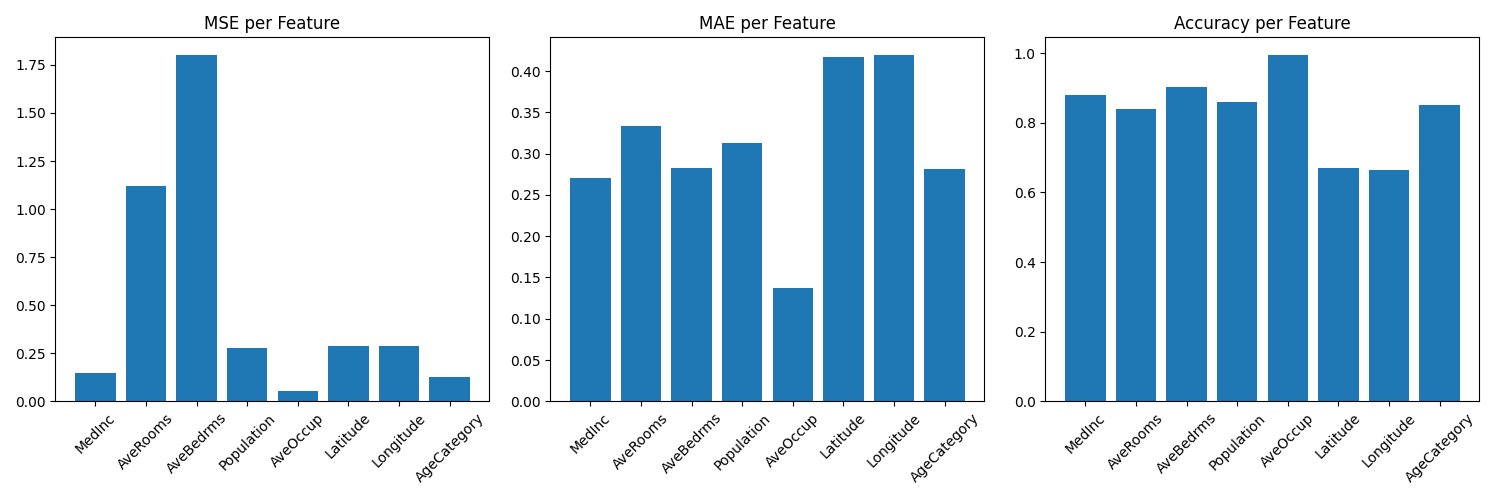 MSE per Feature
1.75
1.50
1.25
1.00
0.75
0.50
0.25
0.00
MedInc
AveRooms
AveBedrms
Population
AveOccup
Latitude
Longitude
AgeCategory
MAE per Feature
0.40
0.35
0.30
0.25
0.20
0.15
0.10
0.05
0.00
MedInc
AveRooms
AveBedrms
Population
AveOccup
Latitude
Longitude
AgeCategory
Accuracy per Feature
1.0
0.8
0.6
0.4
0.2
0.0
MedInc
AveRooms
AveBedrms
Population
AveOccup
Latitude
Longitude
AgeCategory